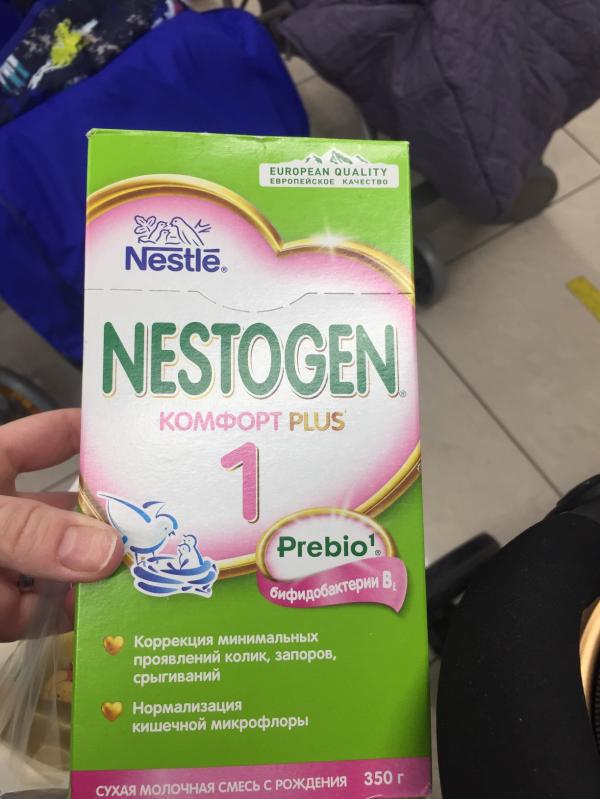 EUROPEAN QUALITY
ЕВРОПЕЙСКОЕ КАЧЕСТВО
Nestlé®
NESTOGEN®
КОМФОРТ PLUS
1
Prebio¹®
бифидобактерии BL
Коррекция минимальных
проявлений колик, запоров,
срыгиваний
Нормализация
кишечной микрофлоры
СУХАЯ МОЛОЧНАЯ СМЕСЬ С РОЖДЕНИЯ 350 г